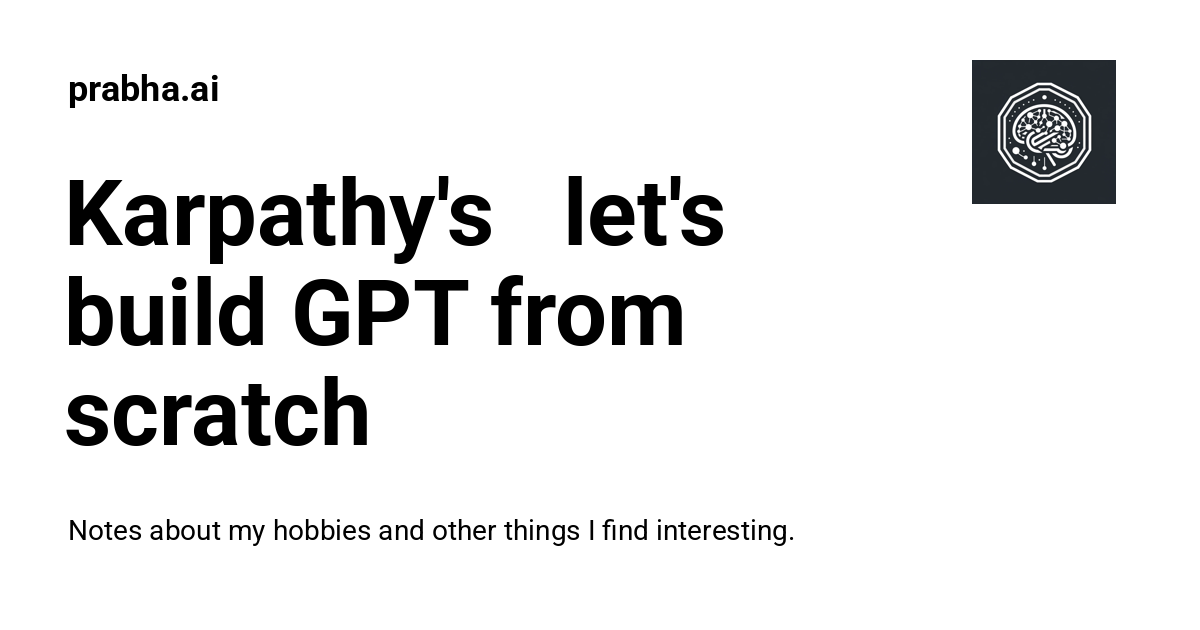 prabha.ai
Karpathy's let's
build GPT from
scratch
Notes about my hobbies and other things I find interesting.